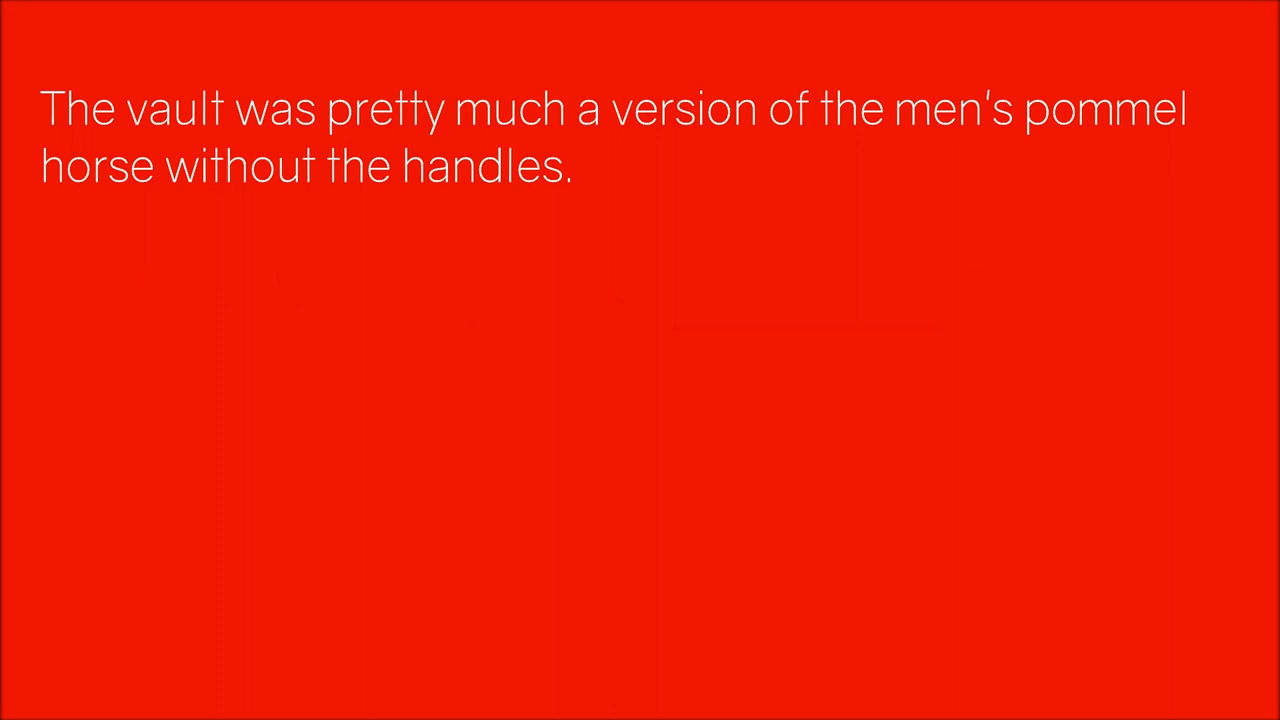 The vault was pretty much a version of the men's pommel
horse without the handles.